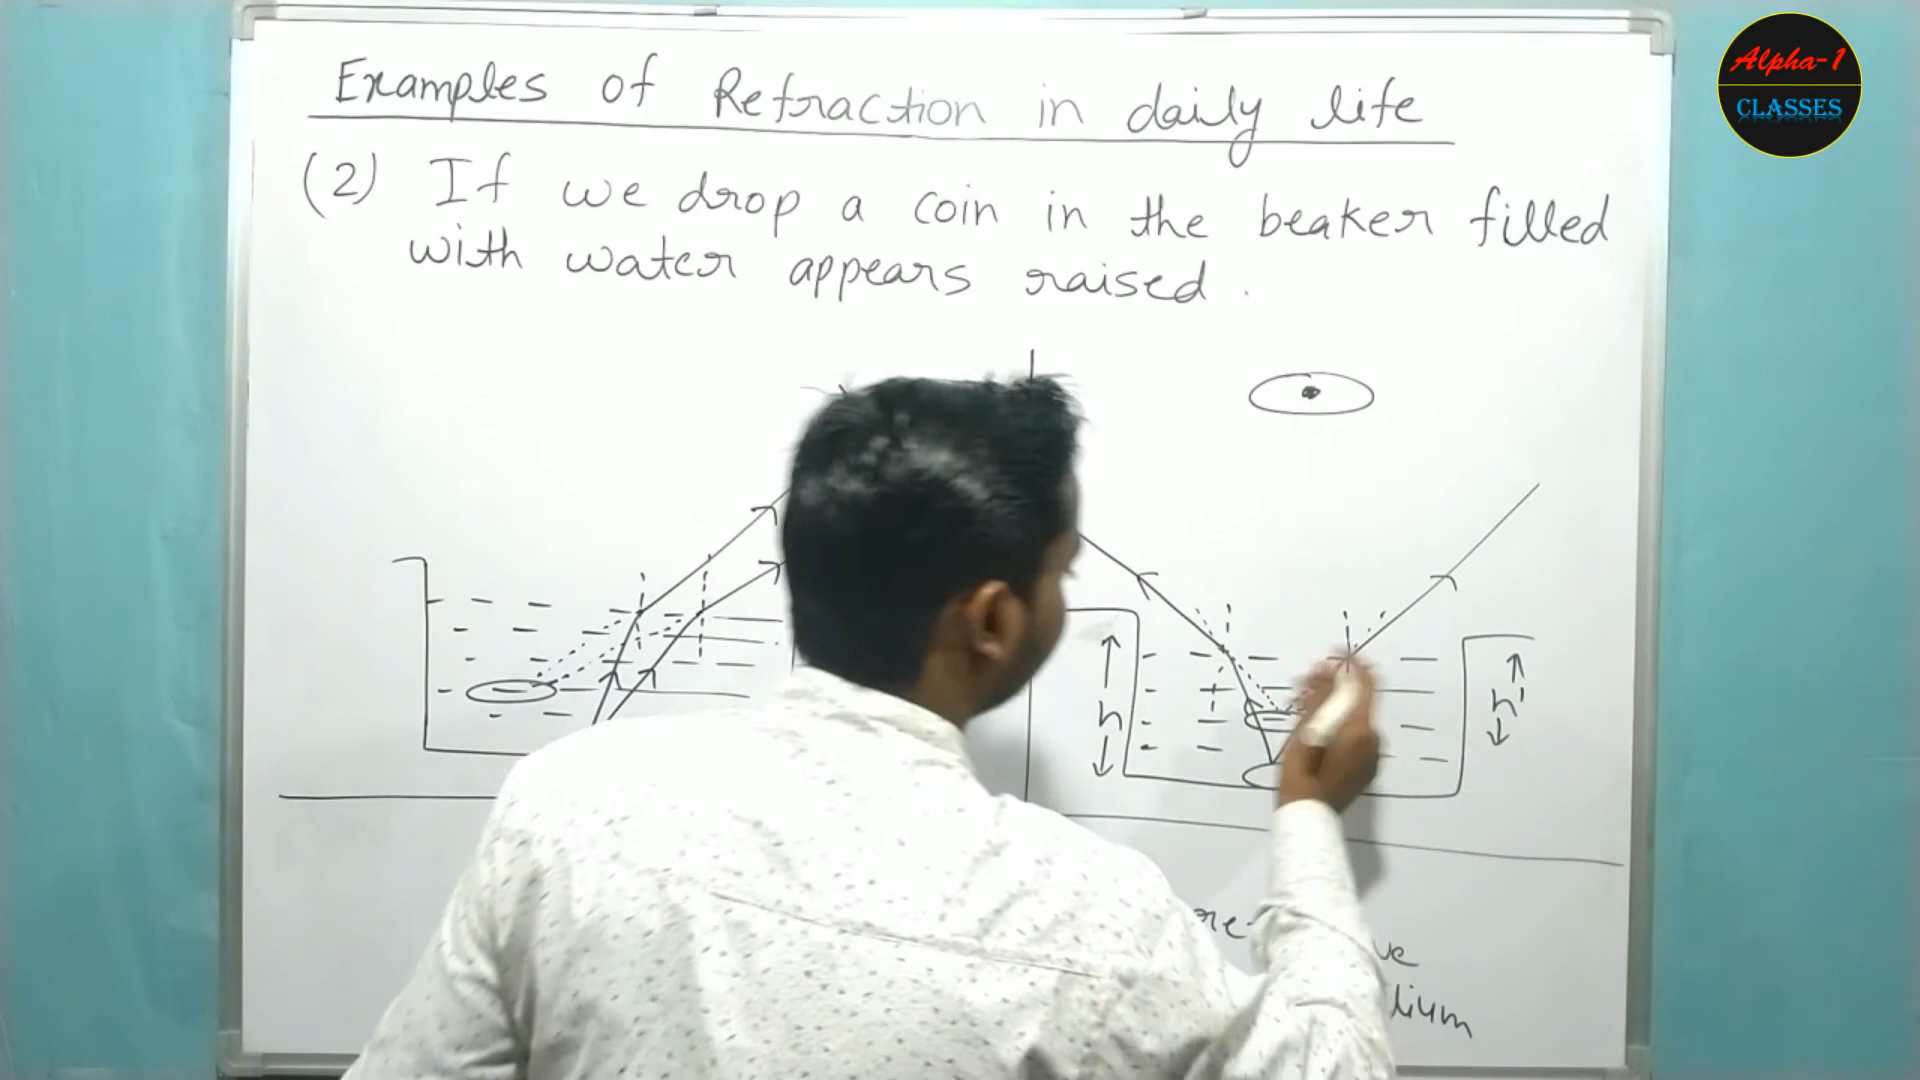 Examples of Refraction in daily life
(2) If we drop a coin in the beaker filled
with water appears raised.
h
h'
Alpha-1
CLASSES